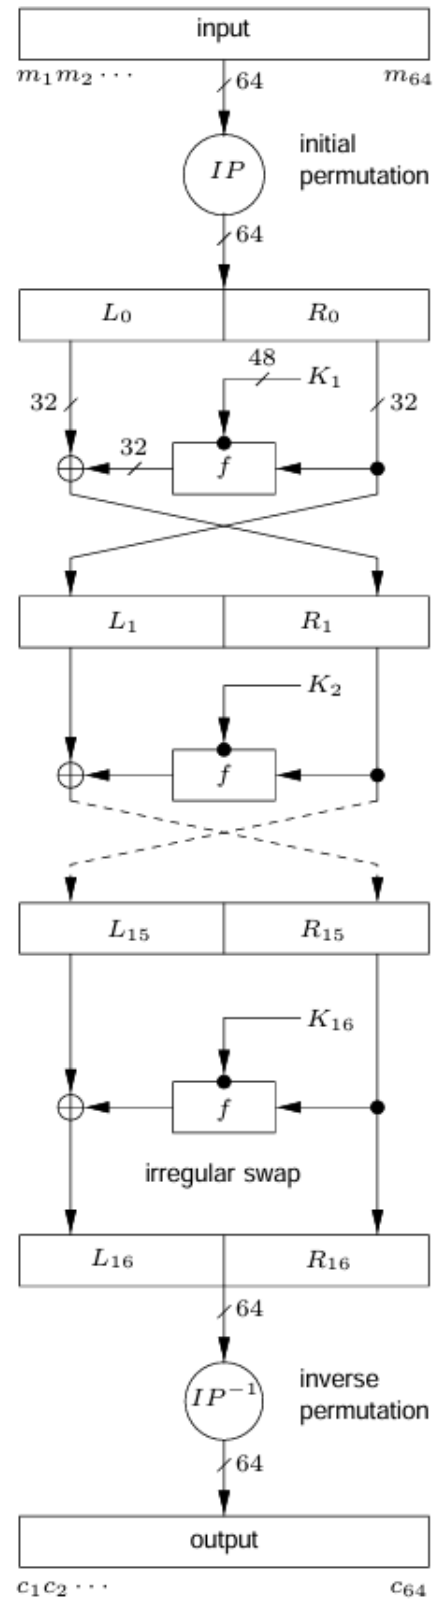 input
m₁m₂ ⋯ m₆₄
64
IP
initial
permutation
64
L₀ R₀
48
K₁
32 32
32
f
L₁ R₁
K₂
f
L₁₅ R₁₅
K₁₆
f
irregular swap
L₁₆ R₁₆
64
IP⁻¹
inverse
permutation
64
output
c₁c₂ ⋯ c₆₄